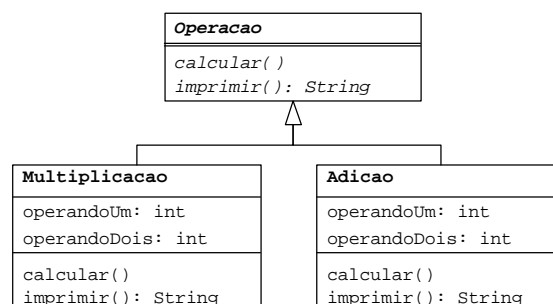 Operacao
calcular()
imprimir(): String
Multiplicacao
operandoUm: int
operandoDois: int
calcular()
imprimir(): String
Adicao
operandoUm: int
operandoDois: int
calcular()
imprimir(): String